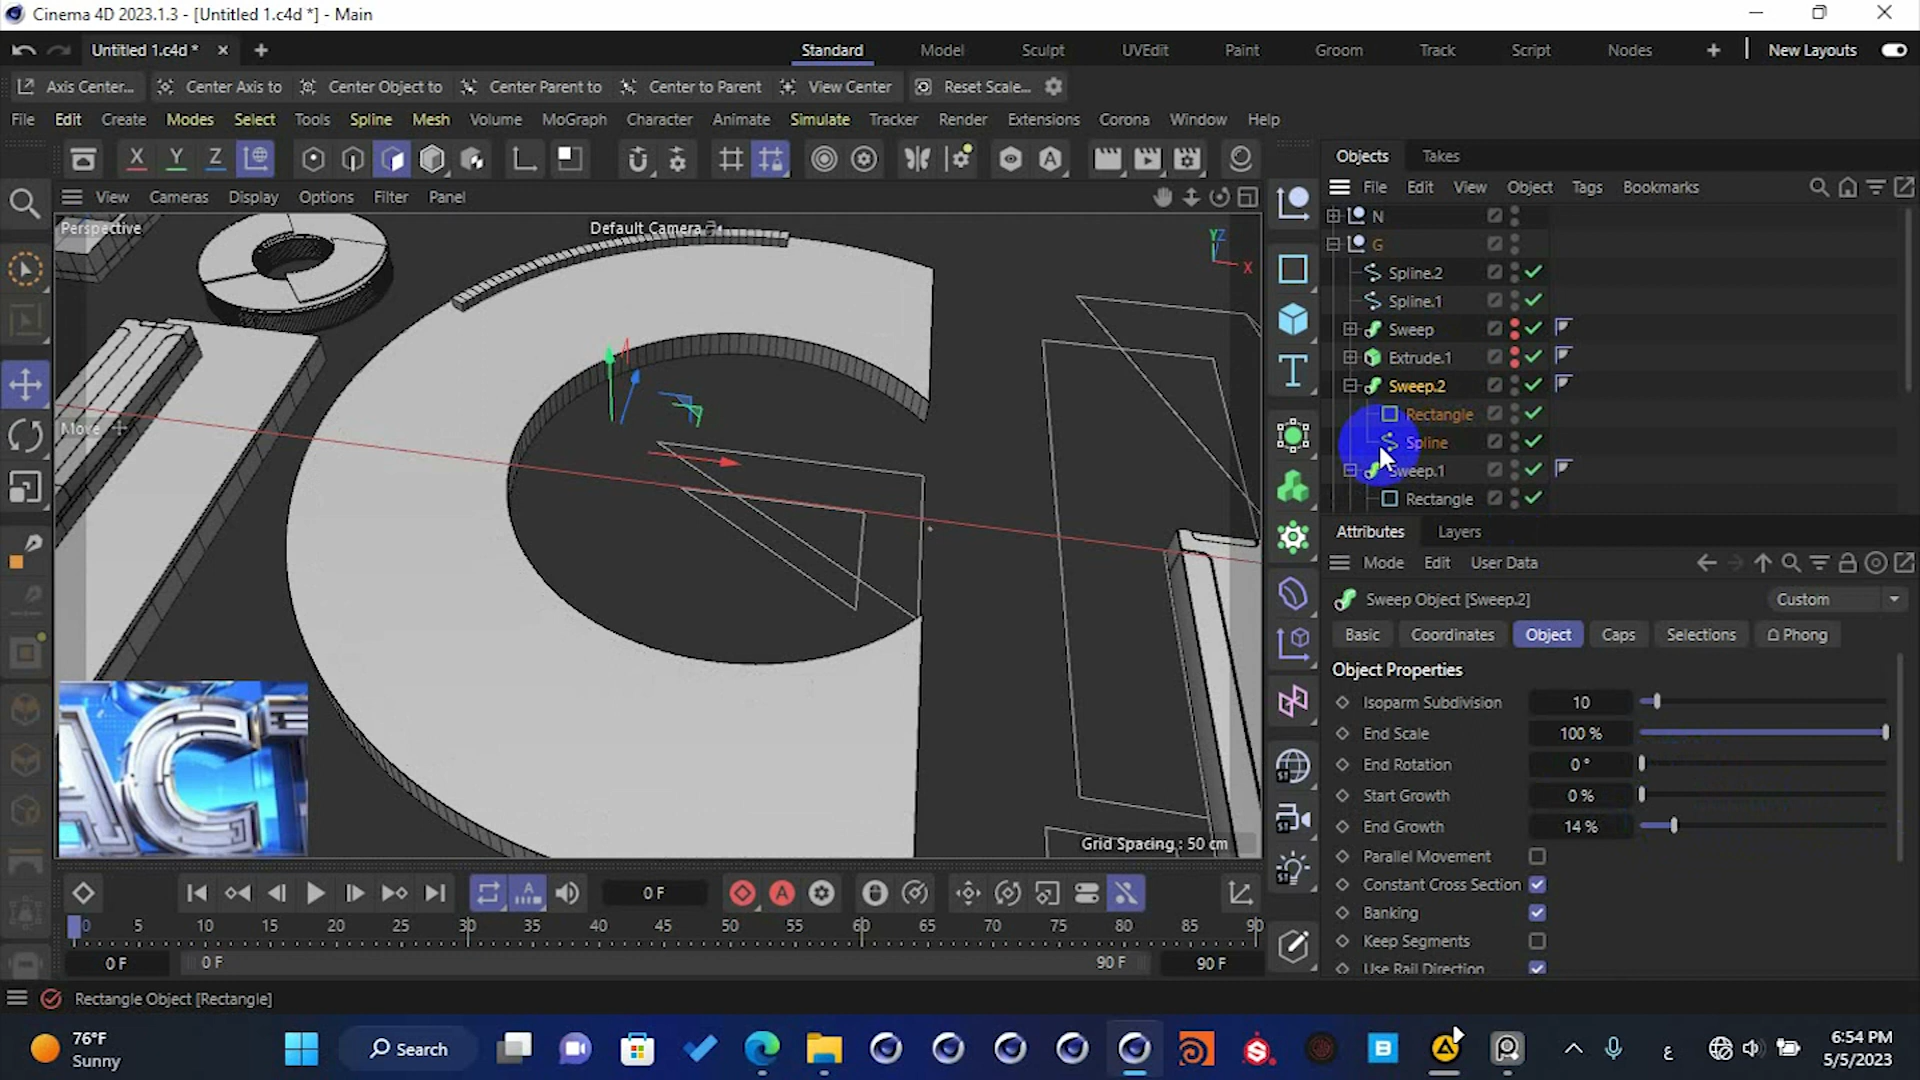 Cinema 4D 2023.1.3 - [Untitled 1.c4d *] - Main
Untitled 1.c4d *
Standard
Model
Sculpt
UVEdit
Paint
Groom
Track
Script
Nodes
New Layouts
Axis Center...
Center Axis to
Center Object to
Center Parent to
Center to Parent
View Center
Reset Scale...
File
Edit
Create
Modes
Select
Tools
Spline
Mesh
Volume
MoGraph
Character
Animate
Simulate
Tracker
Render
Extensions
Corona
Window
Help
X
Y
Z
View
Cameras
Display
Options
Filter
Panel
Perspective
Default Camera
YZ
X
Move
Grid Spacing : 50 cm
AC
Objects
Takes
File
Edit
View
Object
Tags
Bookmarks
N
G
Spline.2
Spline.1
Sweep
Extrude.1
Sweep.2
Rectangle
Spline
Sweep.1
Rectangle
Attributes
Layers
Mode
Edit
User Data
Sweep Object [Sweep.2]
Custom
Basic
Coordinates
Object
Caps
Selections
Phong
Object Properties
Isoparm Subdivision 10
End Scale 100 %
End Rotation 0 °
Start Growth 0 %
End Growth 14 %
Parallel Movement
Constant Cross Section
Banking
Keep Segments
Use Rail Direction
0 F
0 5 10 15 20 25 30 35 40 45 50 55 60 65 70 75 80 85 90
0 F
0 F
90 F
90 F
Rectangle Object [Rectangle]
76°F
Sunny
Search
ع
6:54 PM
5/5/2023